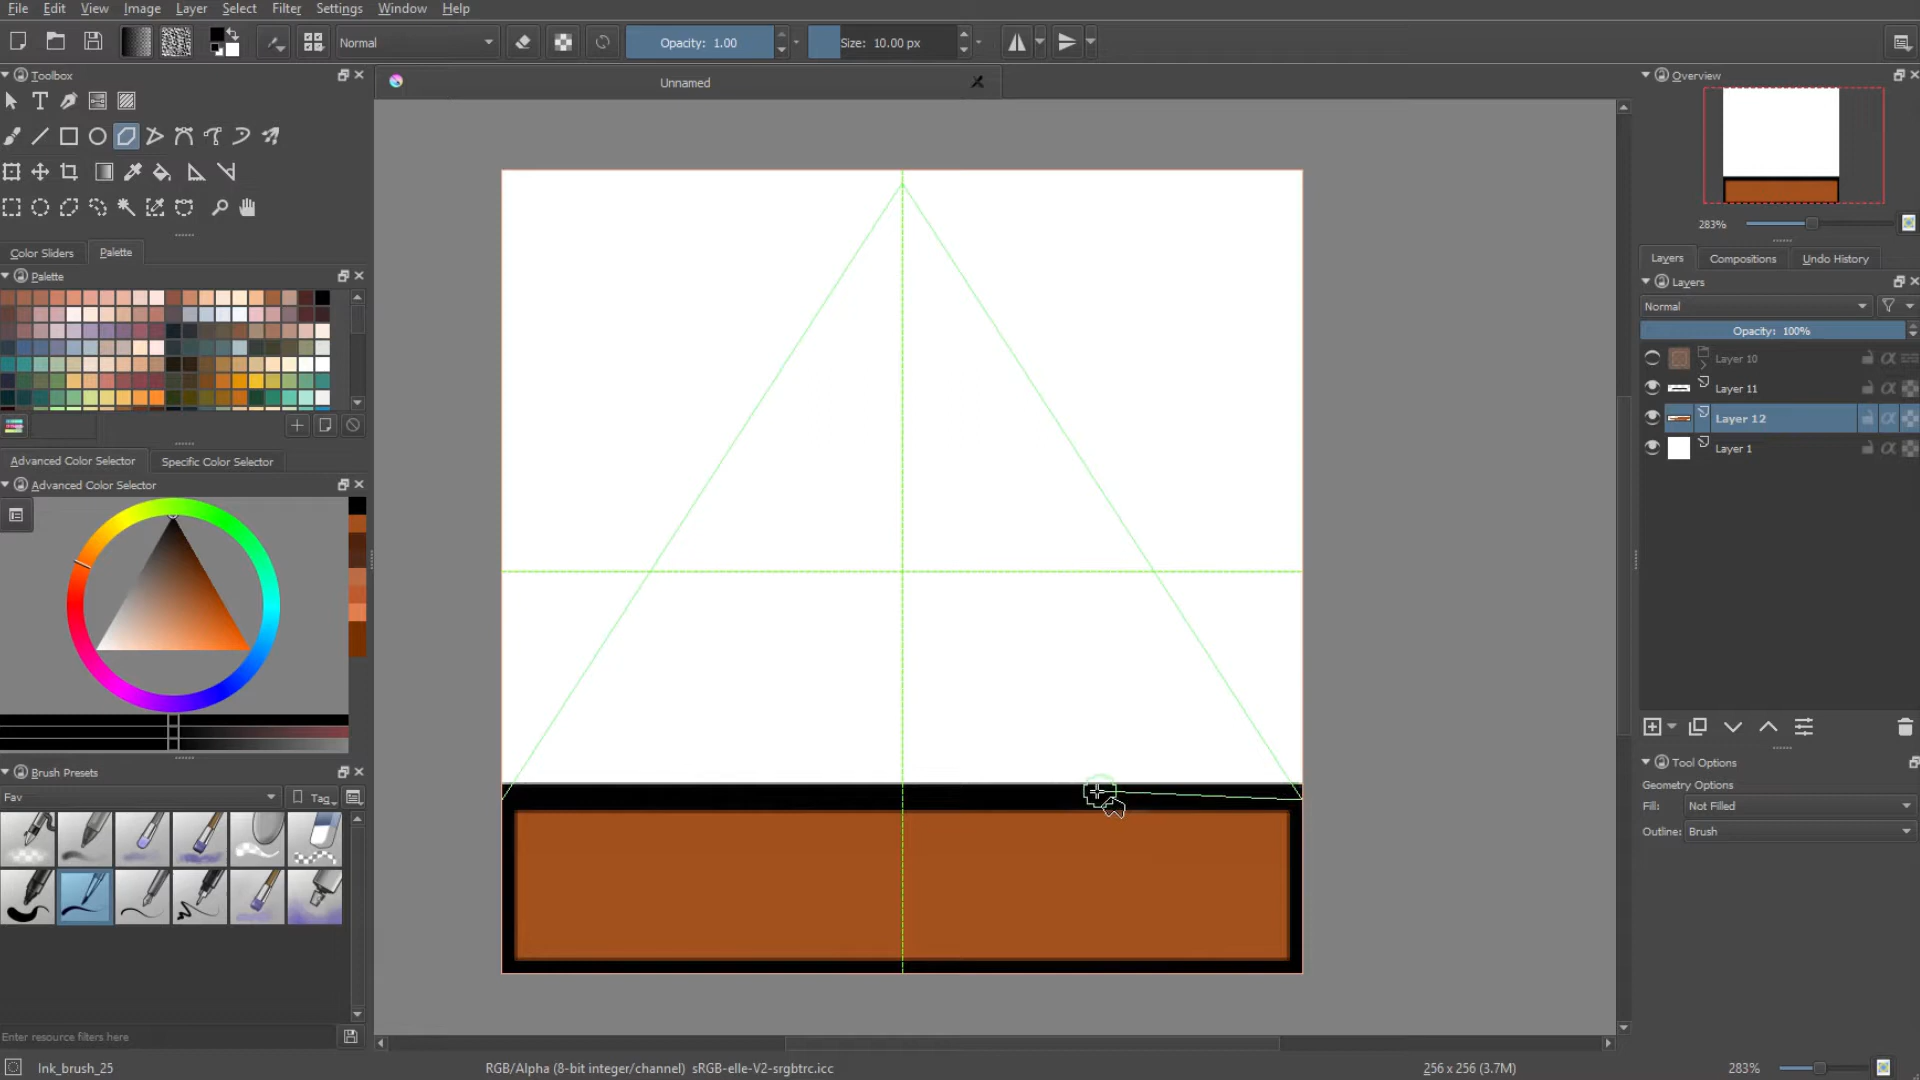 File Edit View Image Layer Select Filter Settings Window Help
Normal Opacity: 1.00 Size: 10.00 px
Toolbox
Unnamed
Overview
283%
Color Sliders Palette
Palette
Layers Compositions Undo History
Layers
Normal
Opacity: 100%
Layer 10
Layer 11
Layer 12
Layer 1
Advanced Color Selector Specific Color Selector
Advanced Color Selector
Brush Presets
Fav Tag
Tool Options
Geometry Options
Fill: Not Filled
Outline: Brush
Enter resource filters here
Ink_brush_25 RGB/Alpha (8-bit integer/channel) sRGB-elle-V2-srgbtrc.icc 256 x 256 (3.7M) 283%